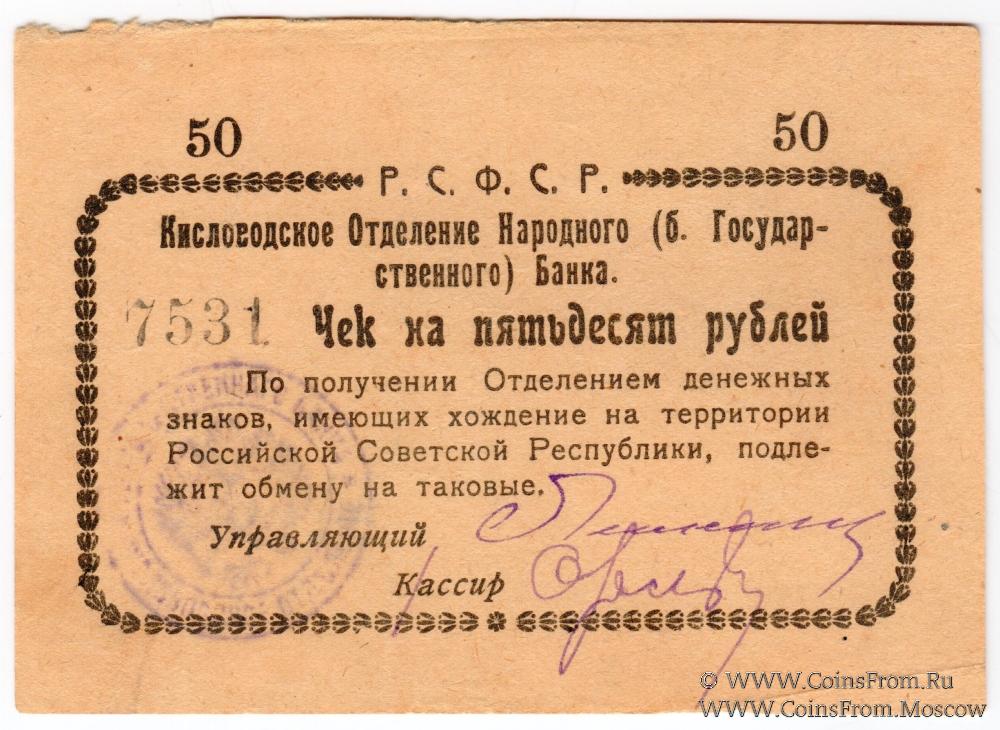 50 50
Р. С. Ф. С. Р.
Кисловодское Отделение Народного (б. Государ-
ственного) Банка.
7531 Чек на пятьдесят рублей
По получении Отделением денежных
знаков, имеющих хождение на территории
Российской Советской Республики, подле-
жит обмену на таковые.
Управляющий
Кассир
© WWW.CoinsFrom.Ru
WWW.CoinsFrom.Moscow